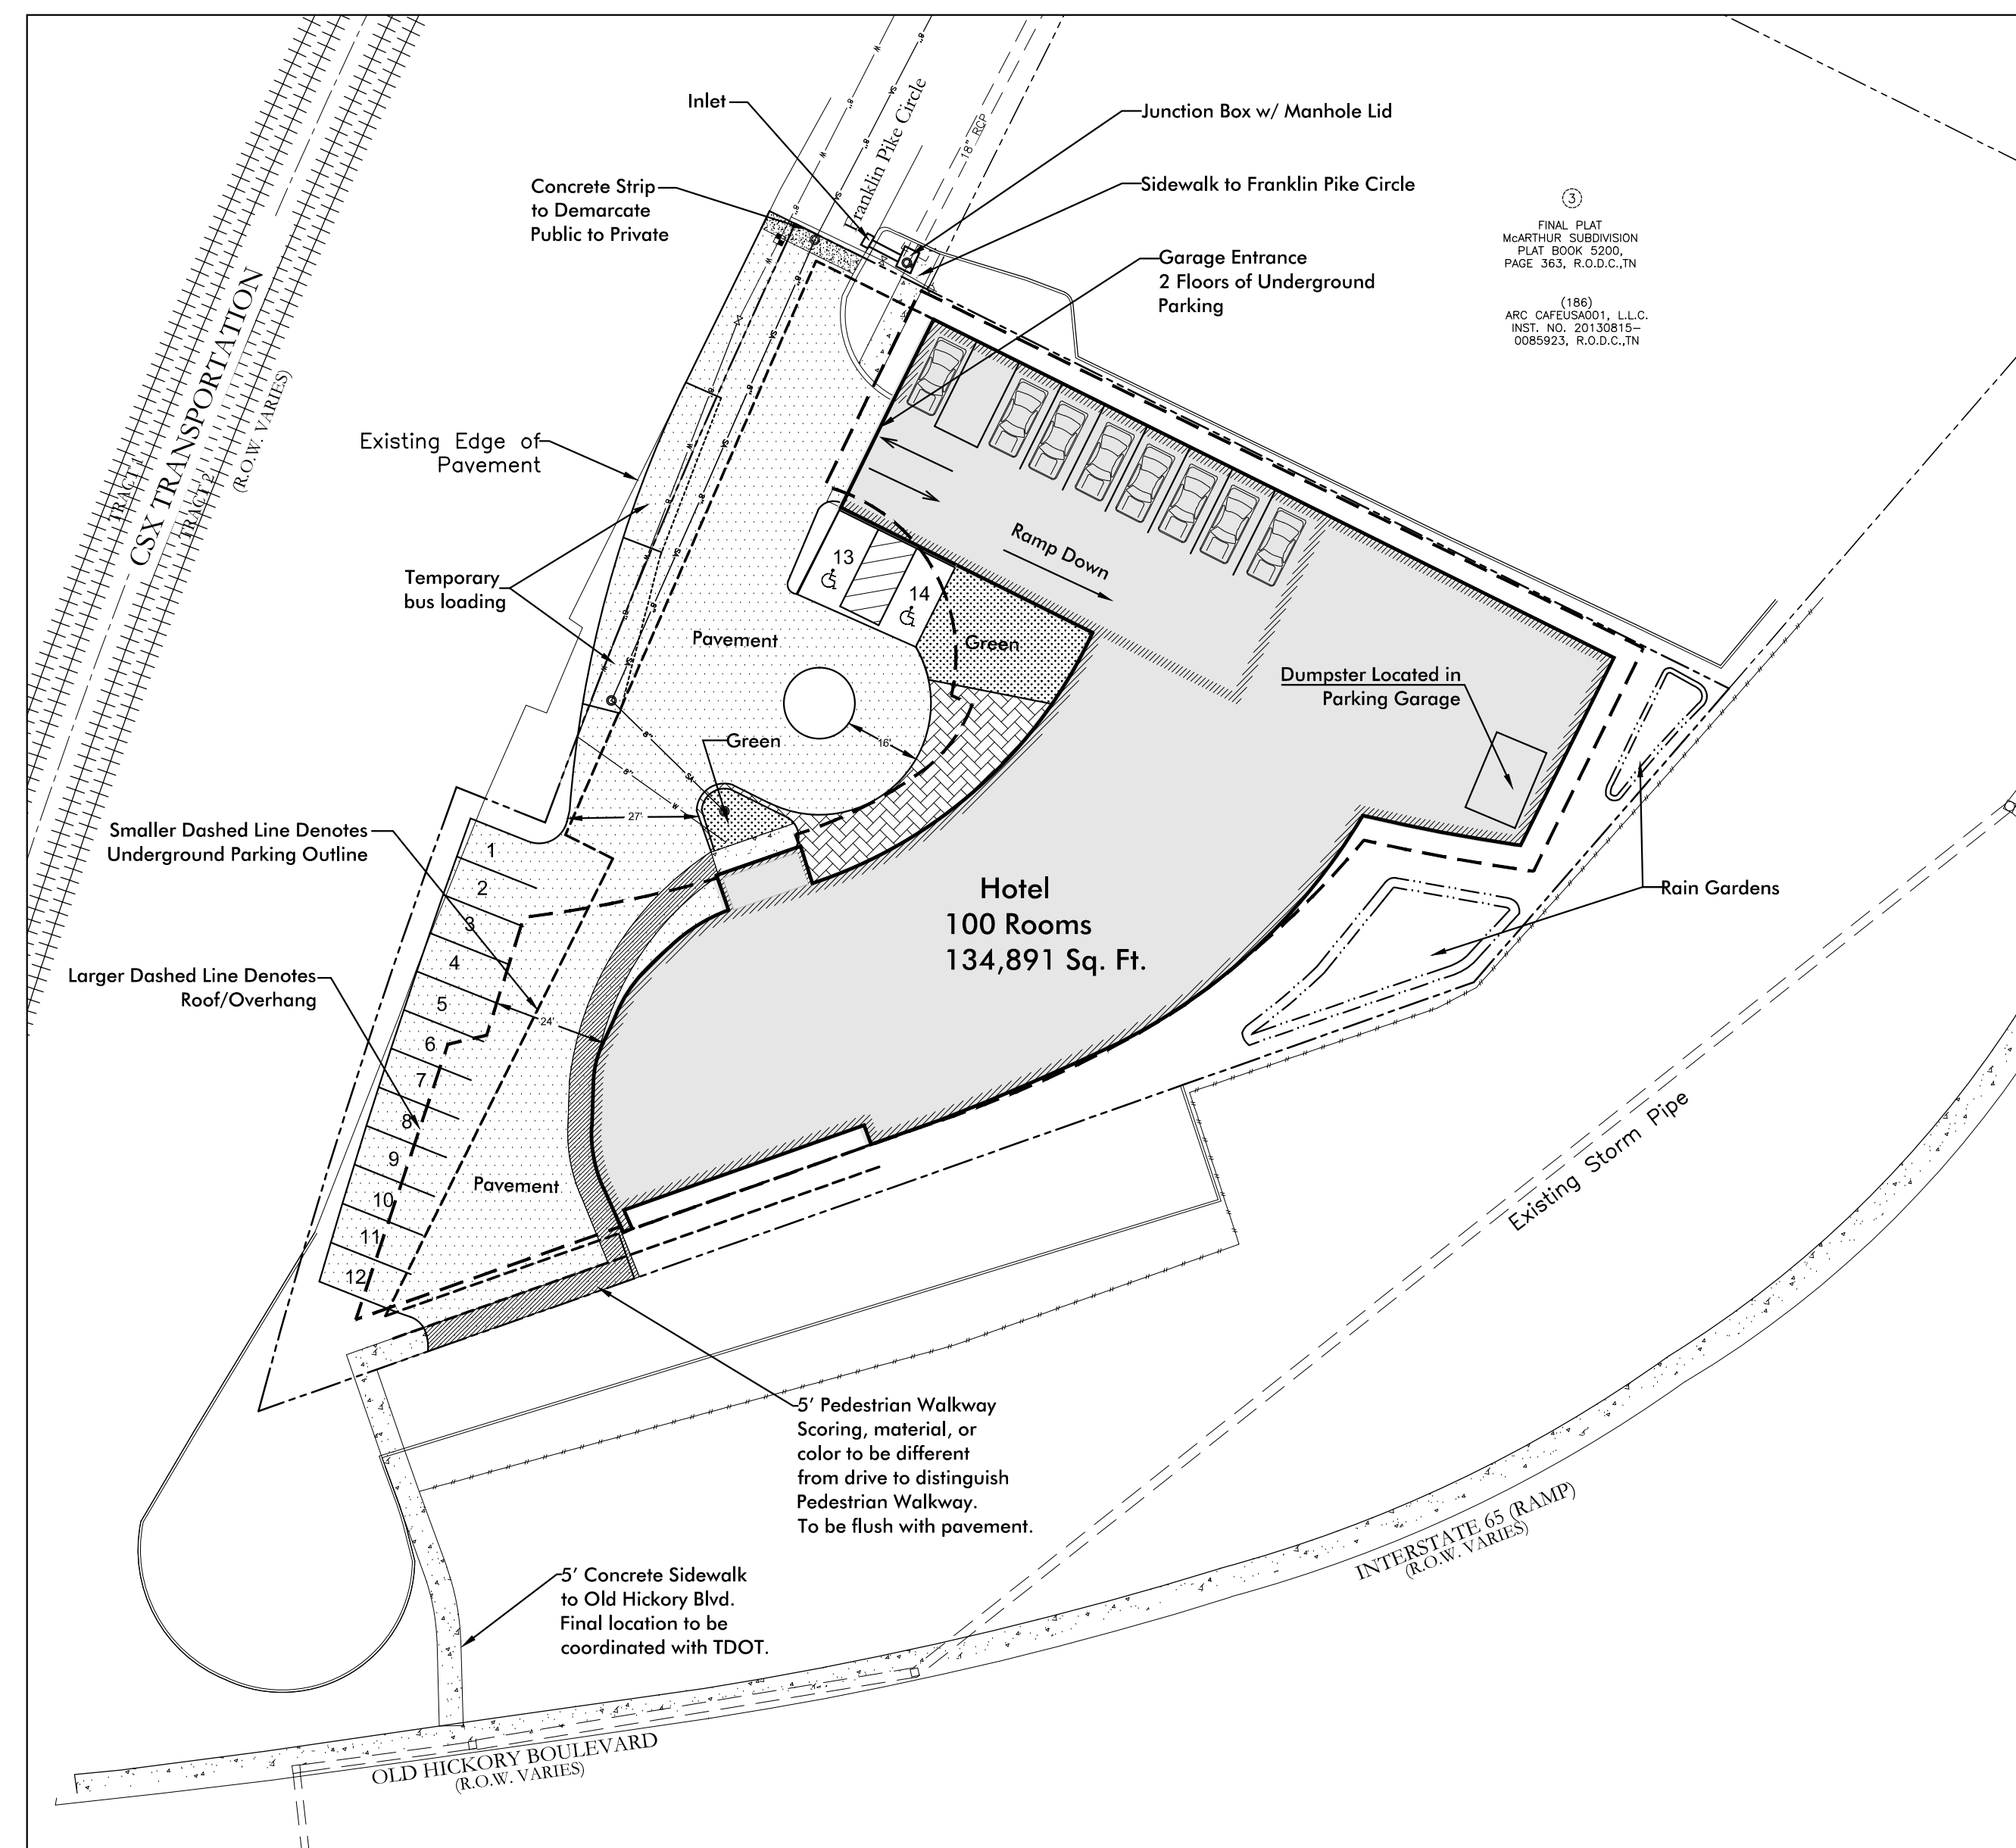 Inlet
Junction Box w/ Manhole Lid
Franklin Pike Circle
18" RCP
Concrete Strip
to Demarcate
Public to Private
Sidewalk to Franklin Pike Circle
3
FINAL PLAT
McARTHUR SUBDIVISION
PLAT BOOK 5200,
PAGE 363, R.O.D.C.,TN
(186)
ARC CAFEUSA001, L.L.C.
INST. NO. 20130815–
0085923, R.O.D.C.,TN
Garage Entrance
2 Floors of Underground
Parking
TRACT 1
CSX TRANSPORTATION
TRACT 2
(R.O.W. VARIES)
Existing Edge of
Pavement
Temporary
bus loading
Ramp Down
13
14
Pavement
Green
Dumpster Located in
Parking Garage
16'
Green
27'
Smaller Dashed Line Denotes
Underground Parking Outline
Larger Dashed Line Denotes
Roof/Overhang
1
2
3
4
5
6
7
8
9
10
11
12
24'
Hotel
100 Rooms
134,891 Sq. Ft.
Rain Gardens
Pavement
Existing Storm Pipe
5' Pedestrian Walkway
Scoring, material, or
color to be different
from drive to distinguish
Pedestrian Walkway.
To be flush with pavement.
5' Concrete Sidewalk
to Old Hickory Blvd.
Final location to be
coordinated with TDOT.
INTERSTATE 65 (RAMP)
(R.O.W. VARIES)
OLD HICKORY BOULEVARD
(R.O.W. VARIES)